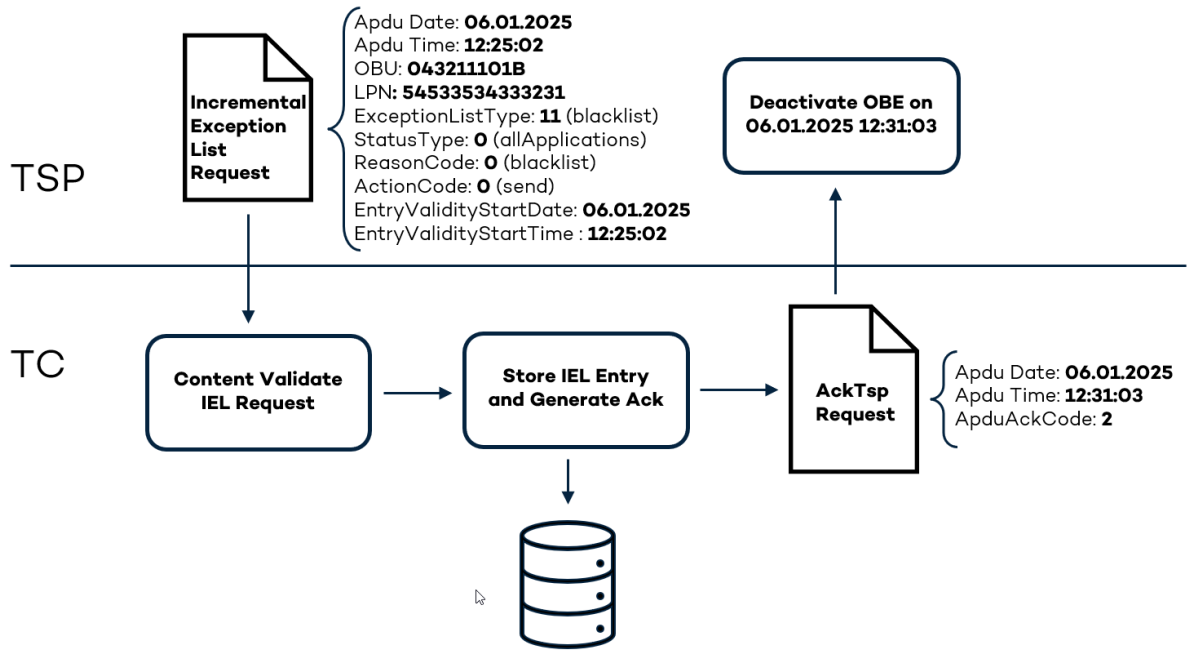 Apdu Date: 06.01.2025
Apdu Time: 12:25:02
OBU: 043211101B
LPN: 54533534333231
ExceptionListType: 11 (blacklist)
StatusType: 0 (allApplications)
ReasonCode: 0 (blacklist)
ActionCode: 0 (send)
EntryValidityStartDate: 06.01.2025
EntryValidityStartTime : 12:25:02
Incremental
Exception
List
Request
Deactivate OBE on
06.01.2025 12:31:03
TSP
TC
Content Validate
IEL Request
Store IEL Entry
and Generate Ack
AckTsp
Request
Apdu Date: 06.01.2025
Apdu Time: 12:31:03
ApduAckCode: 2